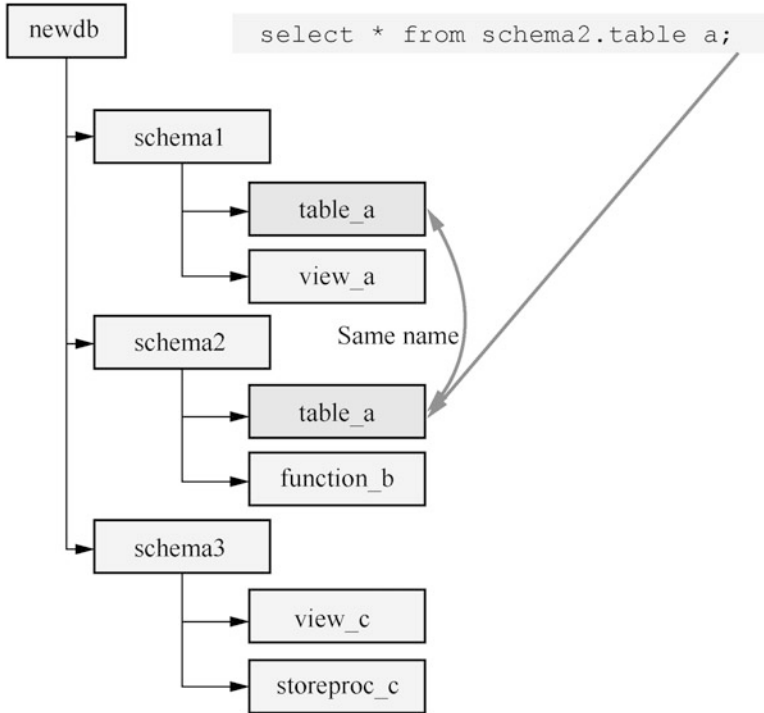 newdb
select * from schema2.table a;
schema1
table_a
view_a
Same name
schema2
table_a
function_b
schema3
view_c
storeproc_c